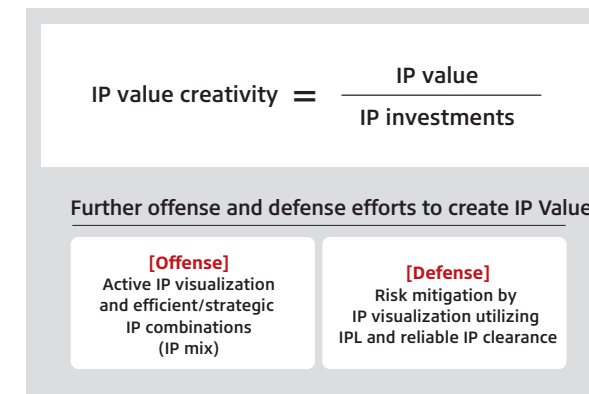 IP value creativity = IP value
IP investments
Further offense and defense efforts to create IP Value
[Offense]
Active IP visualization
and efficient/strategic
IP combinations
(IP mix)
[Defense]
Risk mitigation by
IP visualization utilizing
IPL and reliable IP clearance